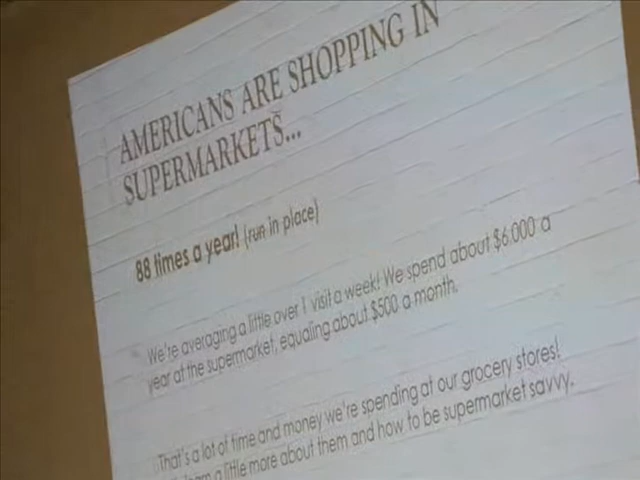 AMERICANS ARE SHOPPING IN
SUPERMARKETS...
88 times a year! (run in place)
We're averaging a little over 1 visit a week! We spend about $6,000 a
year at the supermarket, equaling about $500 a month.
That's a lot of time and money we're spending at our grocery stores!
learn a little more about them and how to be supermarket savvy.